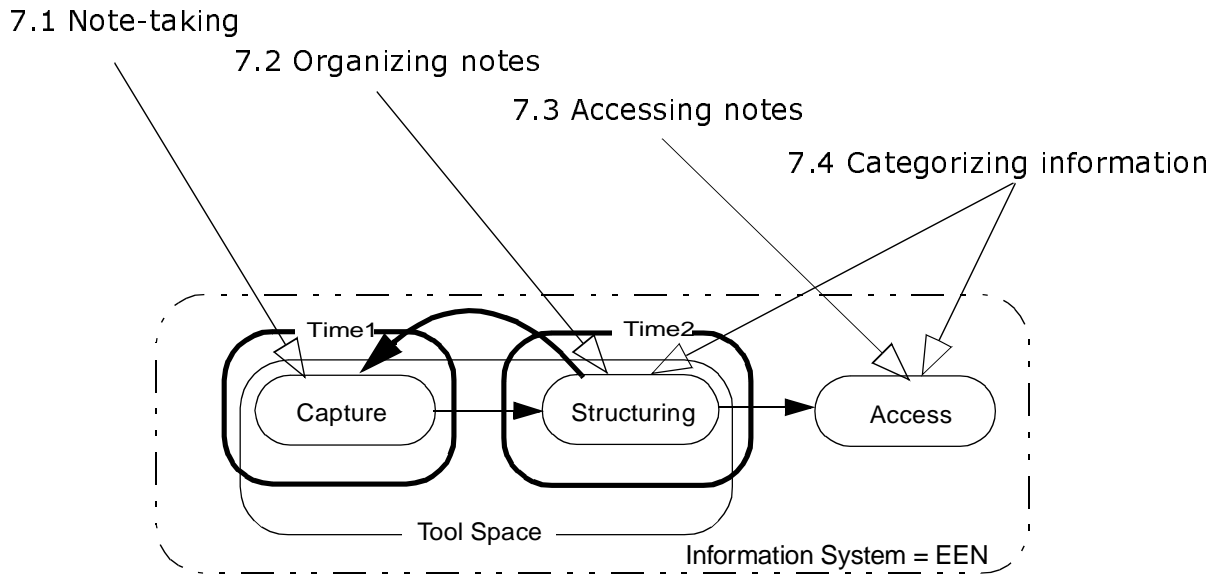 7.1 Note-taking
7.2 Organizing notes
7.3 Accessing notes
7.4 Categorizing information
Time1
Time2
Capture
Structuring
Access
Tool Space
Information System = EEN